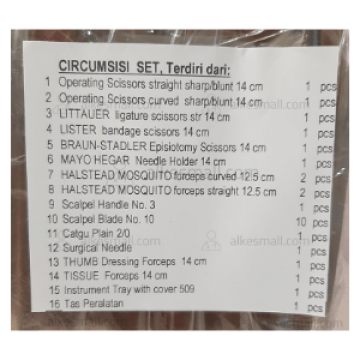 CIRCUMSISI SET, Terdiri dari:
1 Operating Scissors straight sharp/blunt 14 cm 1 pcs
2 Operating Scissors curved sharp/blunt 14 cm 1 pcs
3 LITTAUER ligature scissors str 14 cm 1 pcs
4 LISTER bandage scissors 14 cm 1 pcs
5 BRAUN-STADLER Episiotomy Scissors 14 cm 1 pcs
6 MAYO HEGAR Needle Holder 14 cm 1 pcs
7 HALSTEAD MOSQUITO forceps curved 12.5 cm 2 pcs
8 HALSTEAD MOSQUITO forceps straight 12.5 cm 2 pcs
9 Scalpel Handle No. 3 1 pcs
10 Scalpel Blade No. 10 10 pcs
11 Catgu Plain 2/0 1 pcs
12 Surgical Needle 1 pcs
13 THUMB Dressing Forceps 14 cm 1 pcs
14 TISSUE Forceps 14 cm 1 pcs
15 Instrument Tray with cover 509 1 pcs
16 Tas Peralatan 1 pcs
alkesmall.com